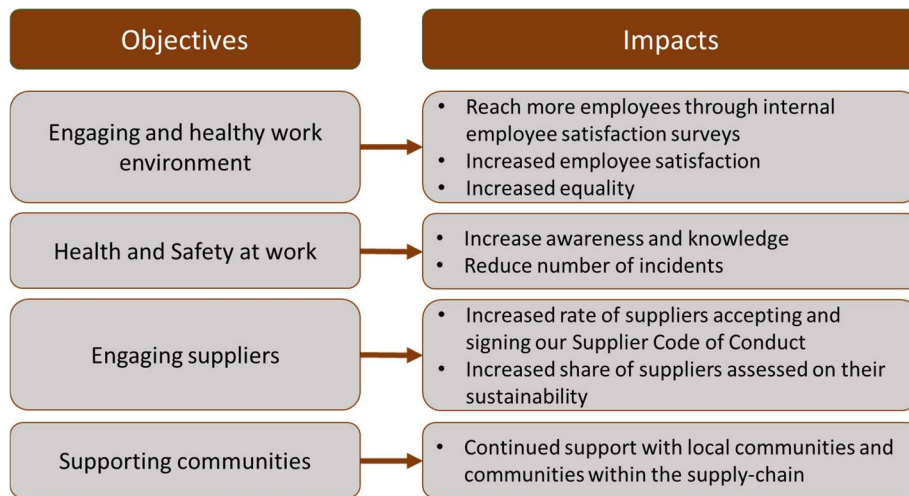 Objectives
Impacts
Engaging and healthy work
environment
• Reach more employees through internal
employee satisfaction surveys
• Increased employee satisfaction
• Increased equality
Health and Safety at work
• Increase awareness and knowledge
• Reduce number of incidents
Engaging suppliers
• Increased rate of suppliers accepting and
signing our Supplier Code of Conduct
• Increased share of suppliers assessed on their
sustainability
Supporting communities
• Continued support with local communities and
communities within the supply-chain